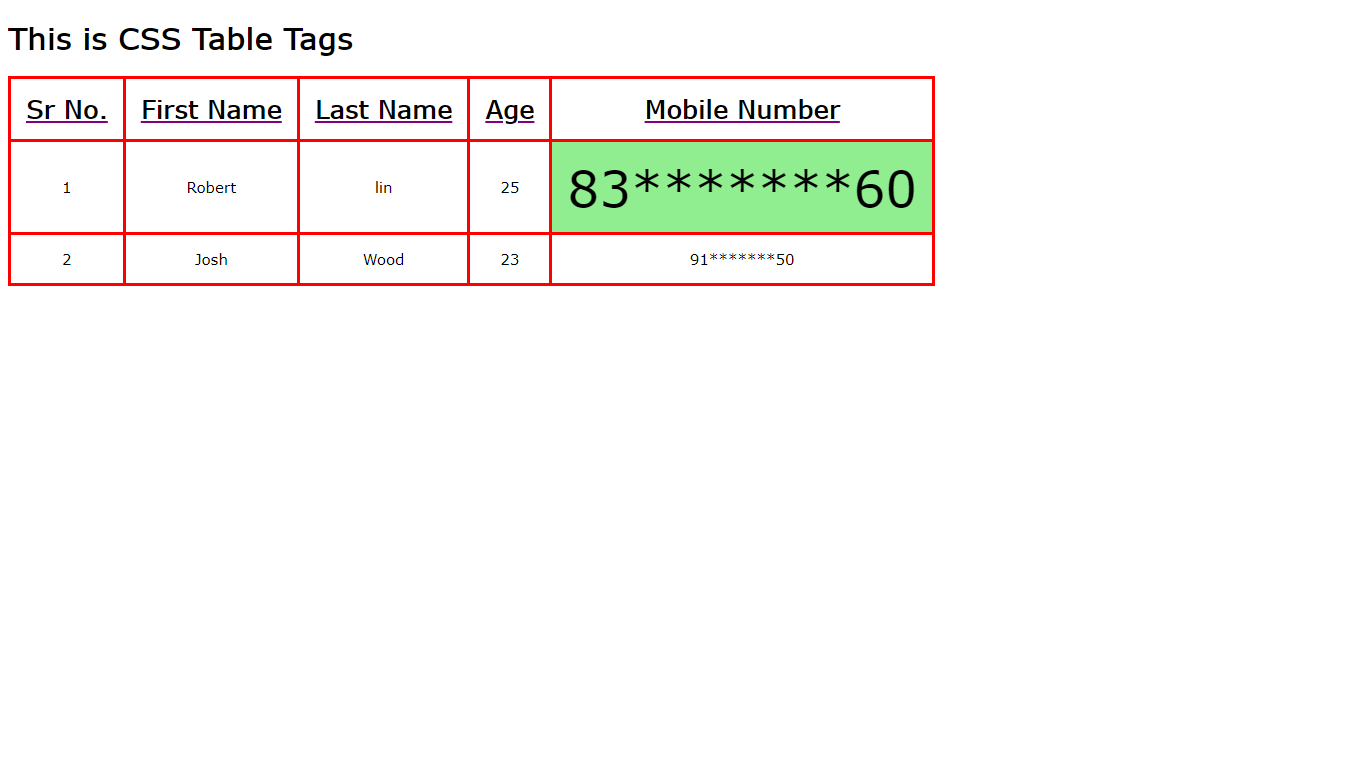 This is CSS Table Tags
Sr No. First Name Last Name Age Mobile Number
1 Robert lin 25 83*******60
2 Josh Wood 23 91*******50